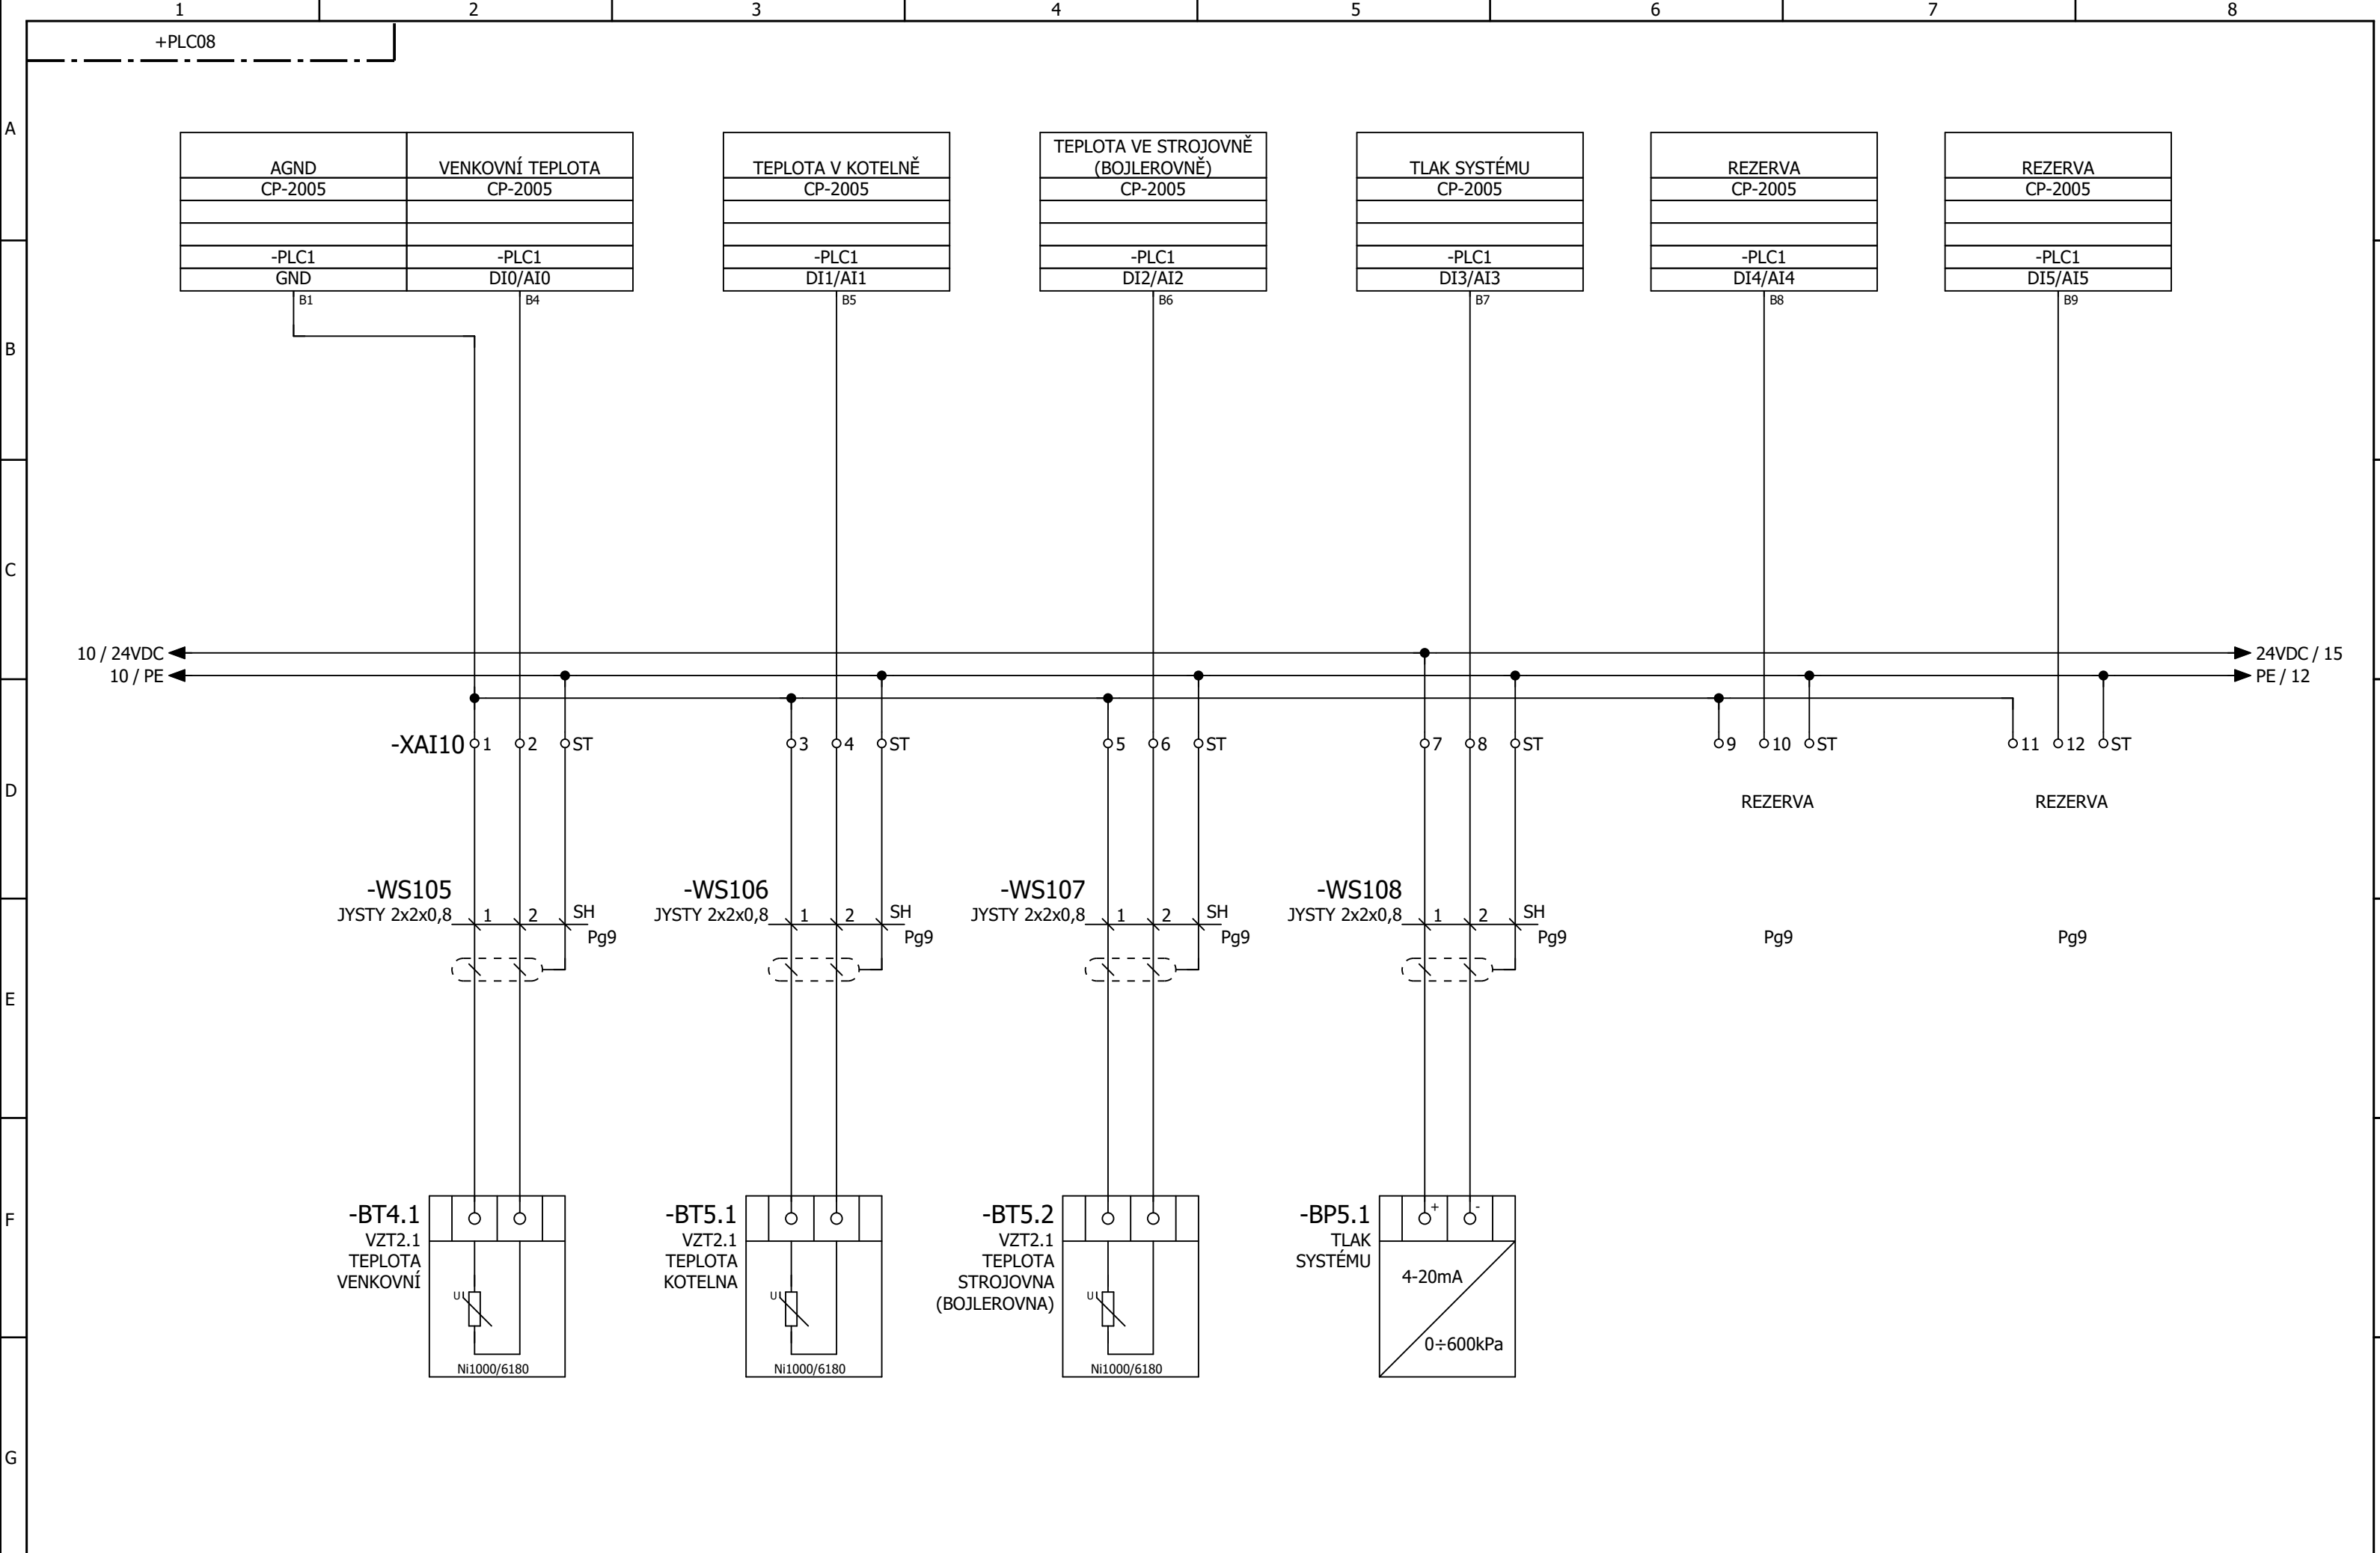 1 2 3 4 5 6 7 8
+PLC08
A
AGND
CP-2005
-PLC1
GND
B1
VENKOVNÍ TEPLOTA
CP-2005
-PLC1
DI0/AI0
B4
TEPLOTA V KOTELNĚ
CP-2005
-PLC1
DI1/AI1
B5
TEPLOTA VE STROJOVNĚ
(BOJLEROVNĚ)
CP-2005
-PLC1
DI2/AI2
B6
TLAK SYSTÉMU
CP-2005
-PLC1
DI3/AI3
B7
REZERVA
CP-2005
-PLC1
DI4/AI4
B8
REZERVA
CP-2005
-PLC1
DI5/AI5
B9
B
C
10 / 24VDC
24VDC / 15
10 / PE
PE / 12
-XAI10 1 2 ST 3 4 ST 5 6 ST 7 8 ST 9 10 ST 11 12 ST
D
REZERVA
REZERVA
-WS105
JYSTY 2x2x0,8 1 2 SH
Pg9
-WS106
JYSTY 2x2x0,8 1 2 SH
Pg9
-WS107
JYSTY 2x2x0,8 1 2 SH
Pg9
-WS108
JYSTY 2x2x0,8 1 2 SH
Pg9
Pg9
Pg9
E
F
-BT4.1
VZT2.1
TEPLOTA
VENKOVNÍ
U
Ni1000/6180
-BT5.1
VZT2.1
TEPLOTA
KOTELNA
U
Ni1000/6180
-BT5.2
VZT2.1
TEPLOTA
STROJOVNA
(BOJLEROVNA)
U
Ni1000/6180
-BP5.1
TLAK
SYSTÉMU
+ -
4-20mA
0÷600kPa
G